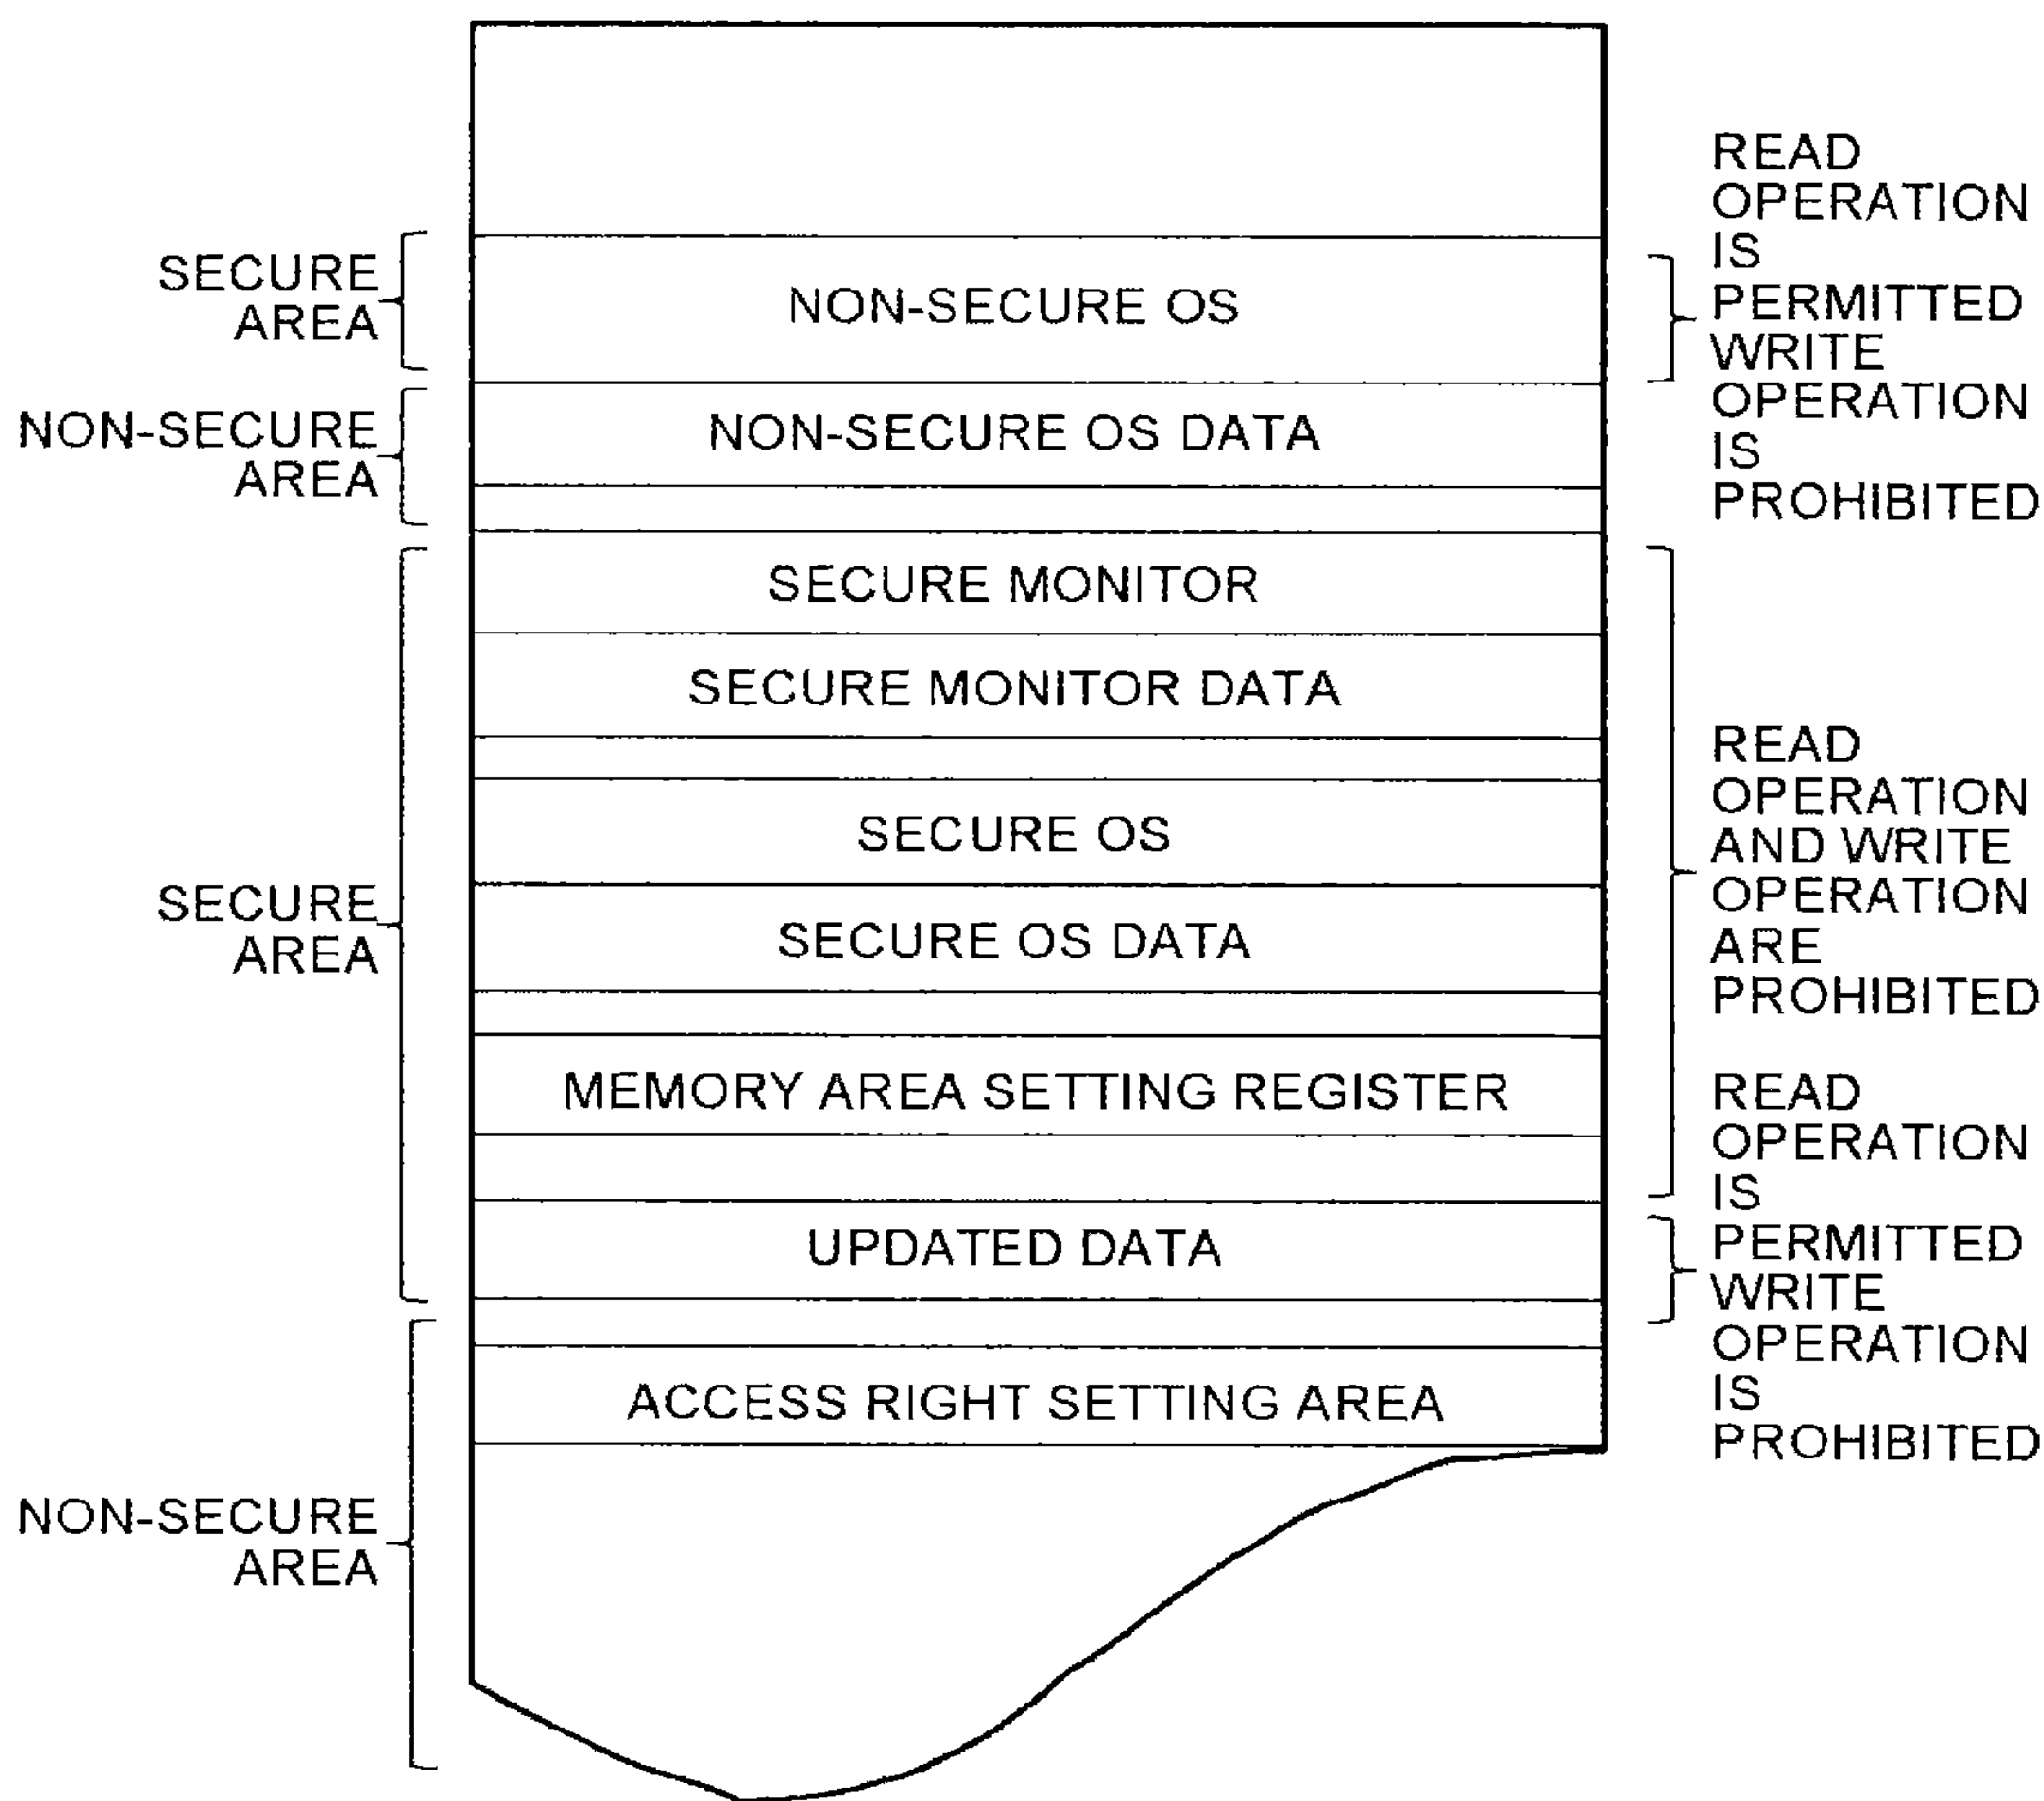 SECURE
AREA
NON-SECURE
AREA
SECURE
AREA
NON-SECURE
AREA
NON-SECURE OS
NON-SECURE OS DATA
SECURE MONITOR
SECURE MONITOR DATA
SECURE OS
SECURE OS DATA
MEMORY AREA SETTING REGISTER
UPDATED DATA
ACCESS RIGHT SETTING AREA
READ
OPERATION
IS
PERMITTED
WRITE
OPERATION
IS
PROHIBITED
READ
OPERATION
AND WRITE
OPERATION
ARE
PROHIBITED
READ
OPERATION
IS
PERMITTED
WRITE
OPERATION
IS
PROHIBITED